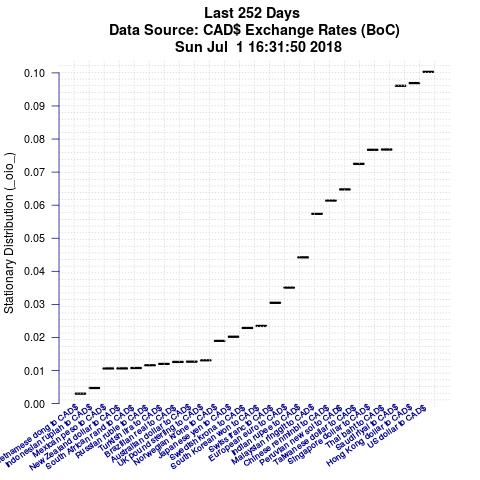 Last 252 Days
Data Source: CAD$ Exchange Rates (BoC)
Sun Jul 1 16:31:50 2018
Stationary Distribution (_oio_)
0.10
0.09
0.08
0.07
0.06
0.05
0.04
0.03
0.02
0.01
0.00
Vietnamese dong to CAD$
Indonesian rupiah to CAD$
Mexican peso to CAD$
New Zealand dollar to CAD$
South African rand to CAD$
Russian ruble to CAD$
Turkish lira to CAD$
Brazilian real to CAD$
Australian dollar to CAD$
UK pound sterling to CAD$
Norwegian krone to CAD$
Japanese yen to CAD$
Swedish krona to CAD$
South Korean won to CAD$
Swiss franc to CAD$
European euro to CAD$
Indian rupee to CAD$
Malaysian ringgit to CAD$
Chinese renminbi to CAD$
Peruvian new sol to CAD$
Taiwanese dollar to CAD$
Singapore dollar to CAD$
Thai baht to CAD$
Saudi riyal to CAD$
Hong Kong dollar to CAD$
US dollar to CAD$